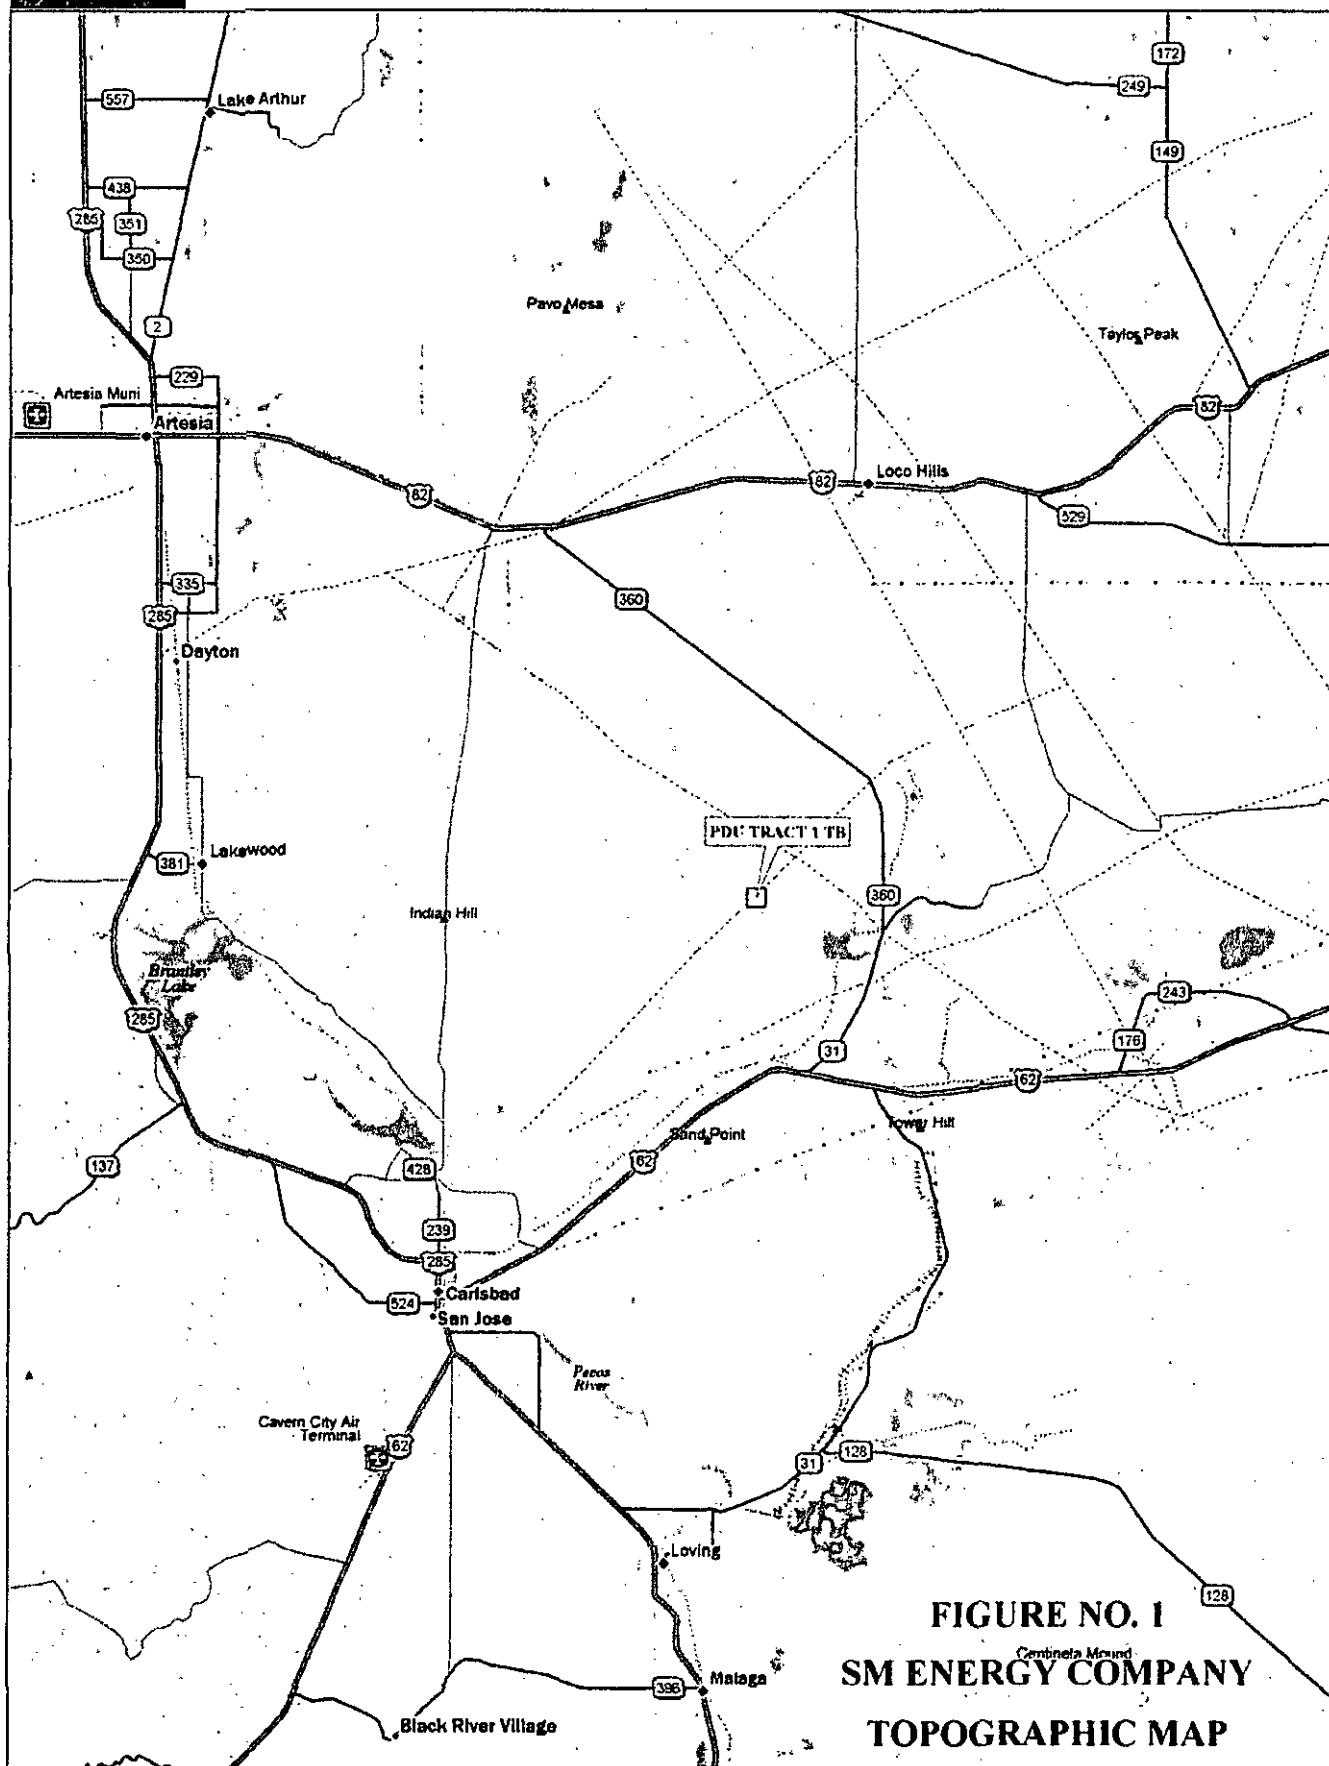 172
249
557
Lake Arthur
149
438
285
351
350
Pavo Mesa
2
Taylor Peak
229
Artesia Muni
82
Artesia
Loco Hills
82
82
529
335
360
285
Dayton
PDU TRACT 1 TB
381
Lakewood
360
Indian Hill
Brantley
Lake
243
285
176
31
62
Tower Hill
Sand Point
62
137
428
239
285
Carlsbad
524
San Jose
Pecos
River
Cavern City Air
Terminal
62
128
31
Loving
128
FIGURE NO. 1
Centinela Mound
SM ENERGY COMPANY
396
Malaga
Black River Village
TOPOGRAPHIC MAP